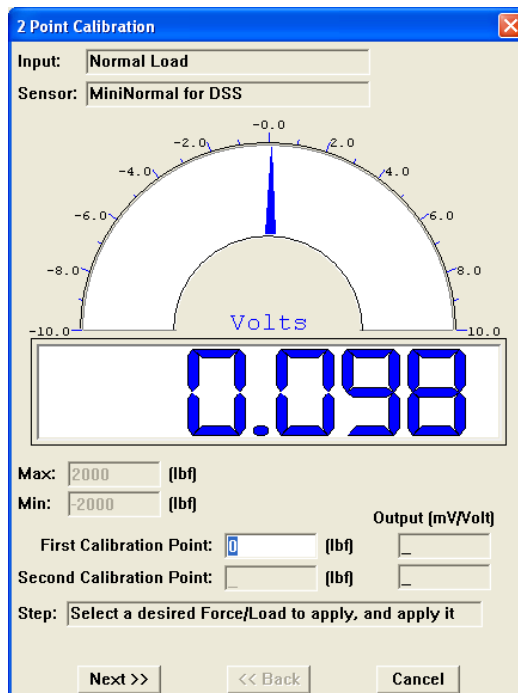 2 Point Calibration
Input: Normal Load
Sensor: MiniNormal for DSS
-0.0
-2.0 2.0
-4.0 4.0
-6.0 6.0
-8.0 8.0
-10.0 Volts 10.0
0.098
Max: 2000 (lbf)
Min: -2000 (lbf)
Output (mV/Volt)
First Calibration Point: 0 (lbf) _
Second Calibration Point: _ (lbf) _
Step: Select a desired Force/Load to apply, and apply it
Next >> << Back Cancel